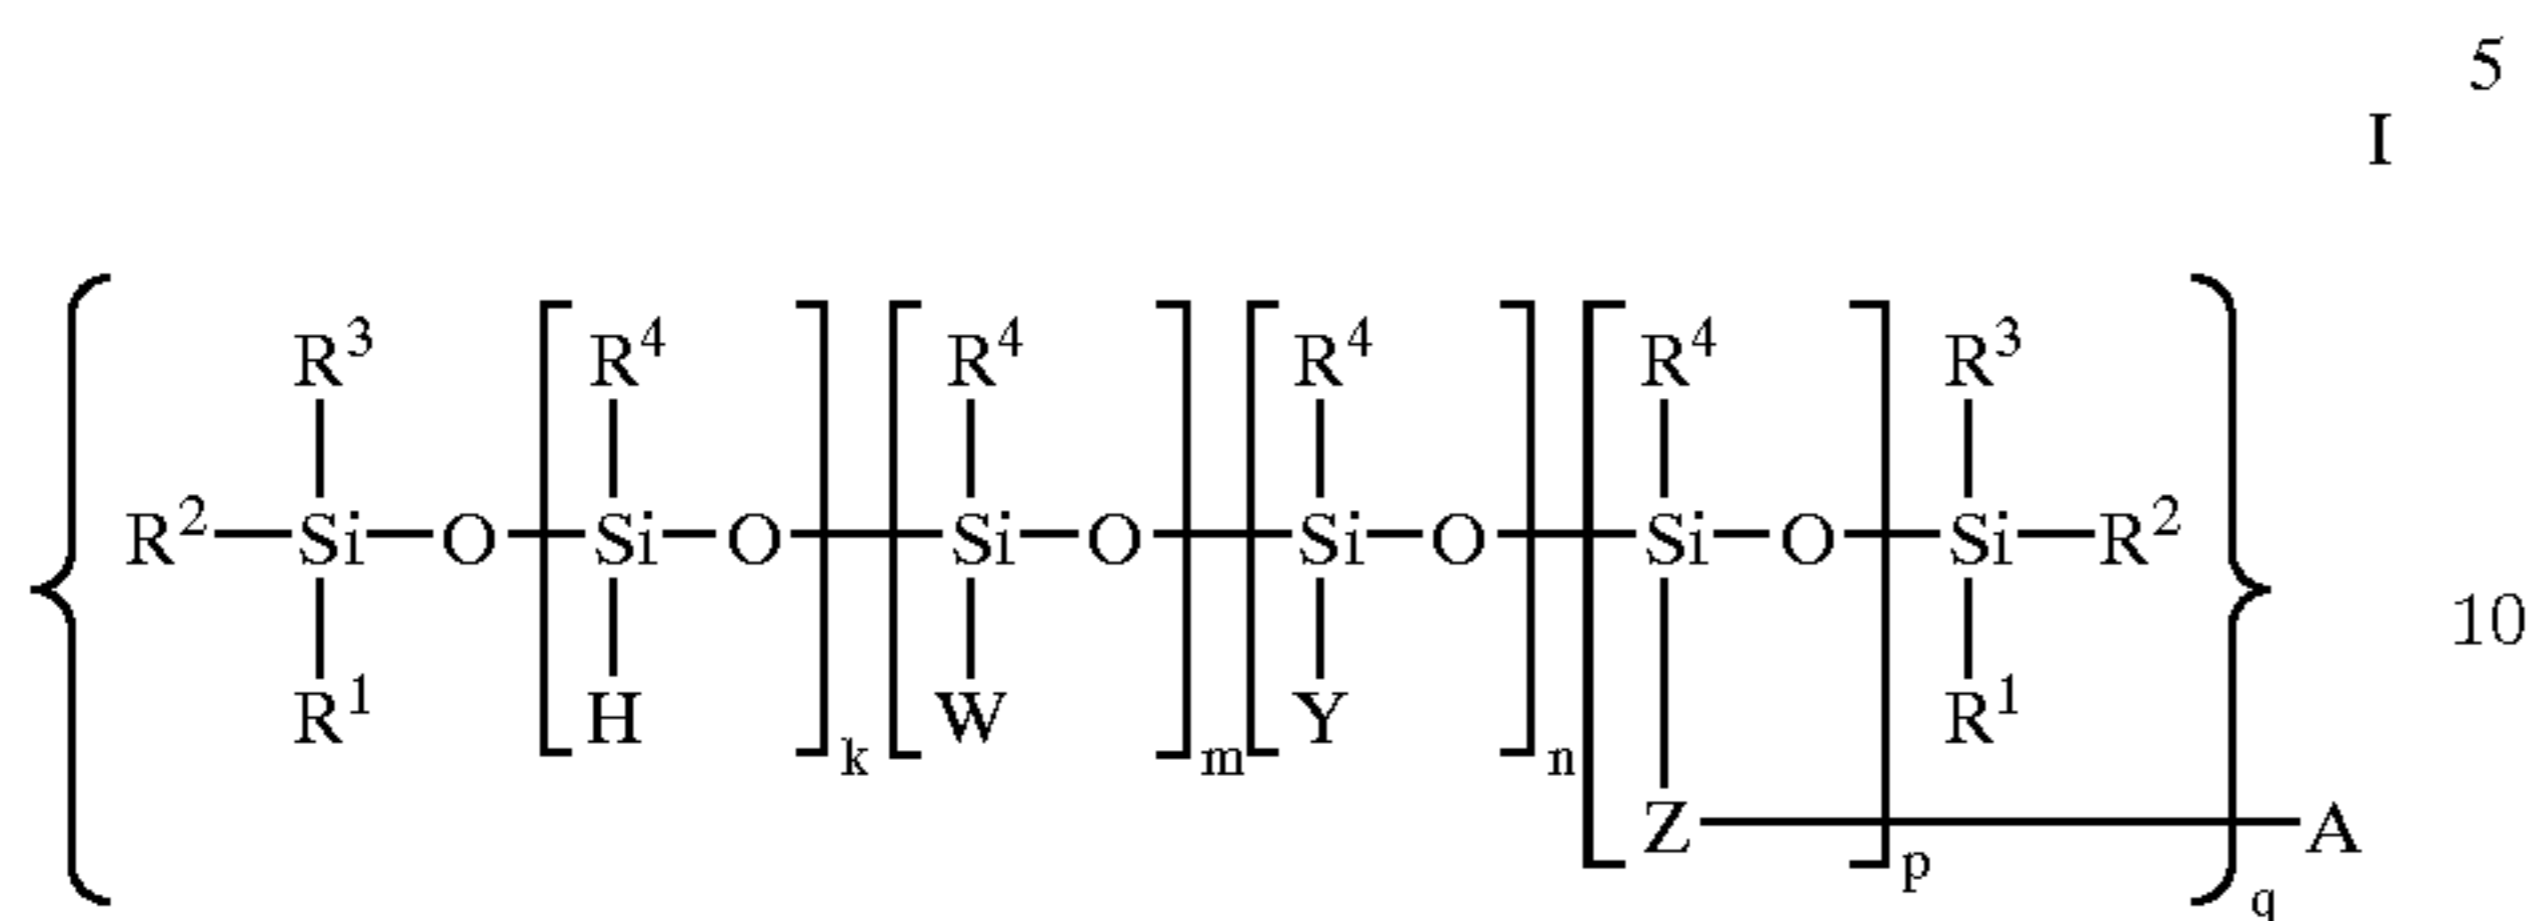 5
I
R³ R⁴ R⁴ R⁴ R⁴ R³
R²—Si—O—[Si—O]—[Si—O]—[Si—O]—[Si—O]—Si—R²
10
R¹ H W Y R¹
k m n
Z—A
p
q